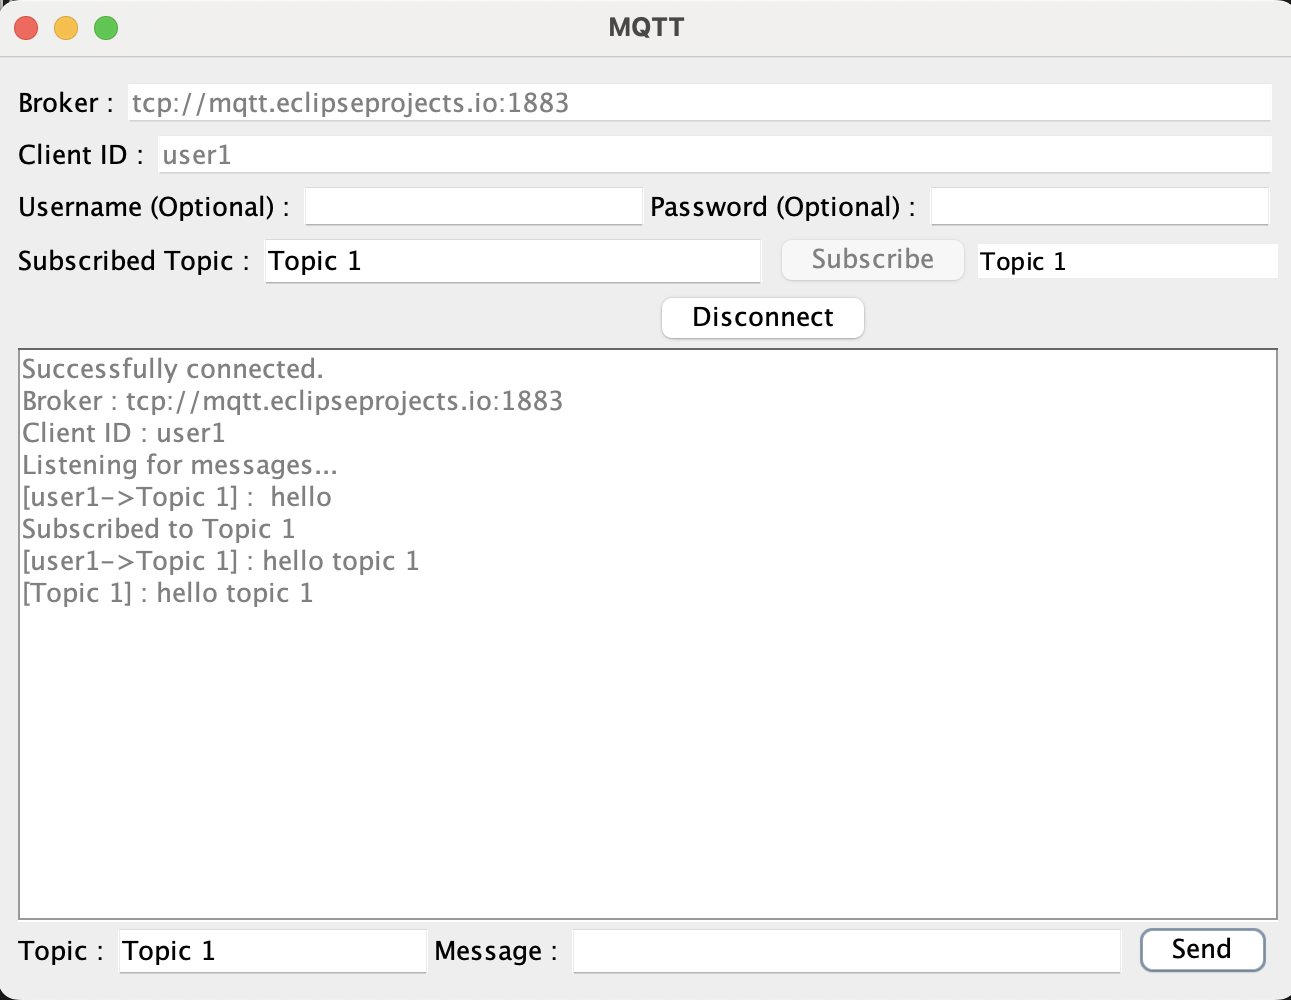 MQTT
Broker : tcp://mqtt.eclipseprojects.io:1883
Client ID : user1
Username (Optional) : Password (Optional) :
Subscribed Topic : Topic 1 Subscribe Topic 1
Disconnect
Successfully connected.
Broker : tcp://mqtt.eclipseprojects.io:1883
Client ID : user1
Listening for messages...
[user1->Topic 1] :  hello
Subscribed to Topic 1
[user1->Topic 1] : hello topic 1
[Topic 1] : hello topic 1
Topic : Topic 1 Message : Send